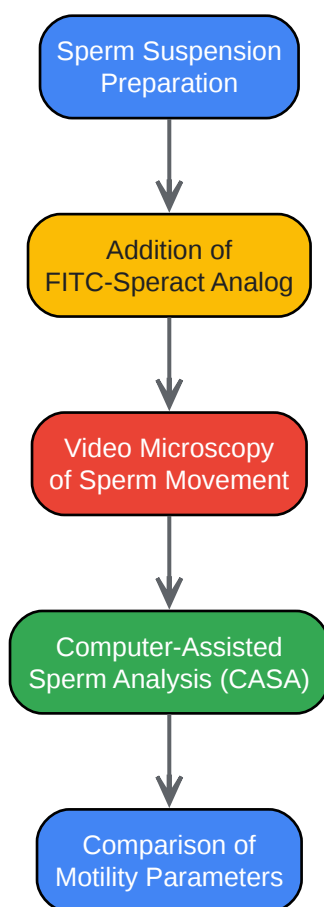 Sperm Suspension
Preparation
Addition of
FITC-Speract Analog
Video Microscopy
of Sperm Movement
Computer-Assisted
Sperm Analysis (CASA)
Comparison of
Motility Parameters